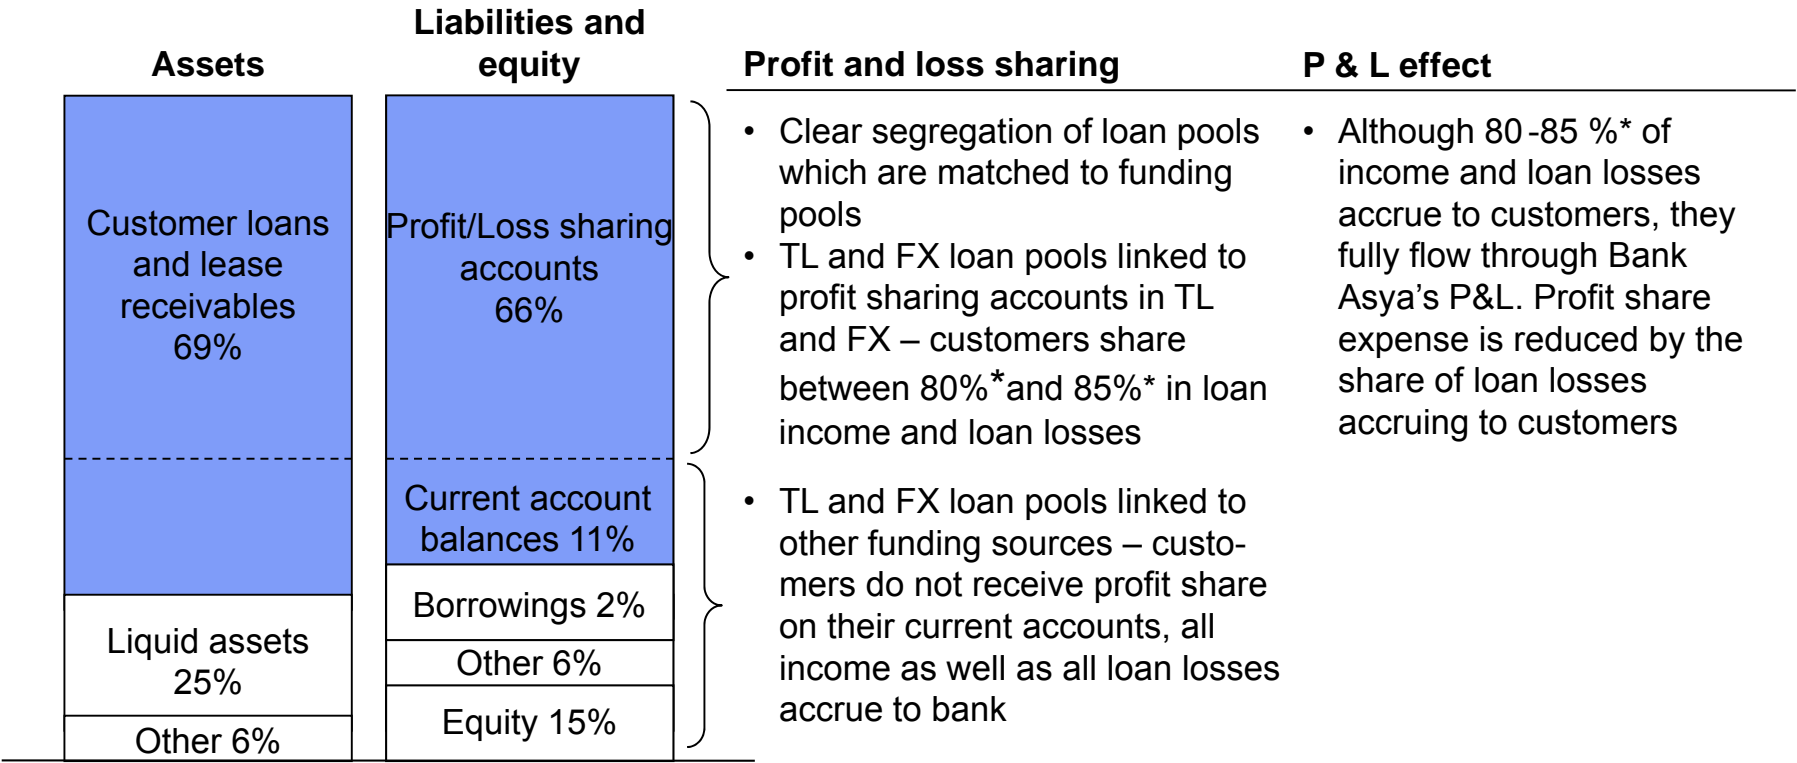 Assets
Liabilities and
equity
Profit and loss sharing
P & L effect
Customer loans
and lease
receivables
69%
Liquid assets
25%
Other 6%
Profit/Loss sharing
accounts
66%
Current account
balances 11%
Borrowings 2%
Other 6%
Equity 15%
• Clear segregation of loan pools
which are matched to funding
pools
• TL and FX loan pools linked to
profit sharing accounts in TL
and FX – customers share
between 80%* and 85%* in loan
income and loan losses
• TL and FX loan pools linked to
other funding sources – custo-
mers do not receive profit share
on their current accounts, all
income as well as all loan losses
accrue to bank
• Although 80-85 %* of
income and loan losses
accrue to customers, they
fully flow through Bank
Asya’s P&L. Profit share
expense is reduced by the
share of loan losses
accruing to customers